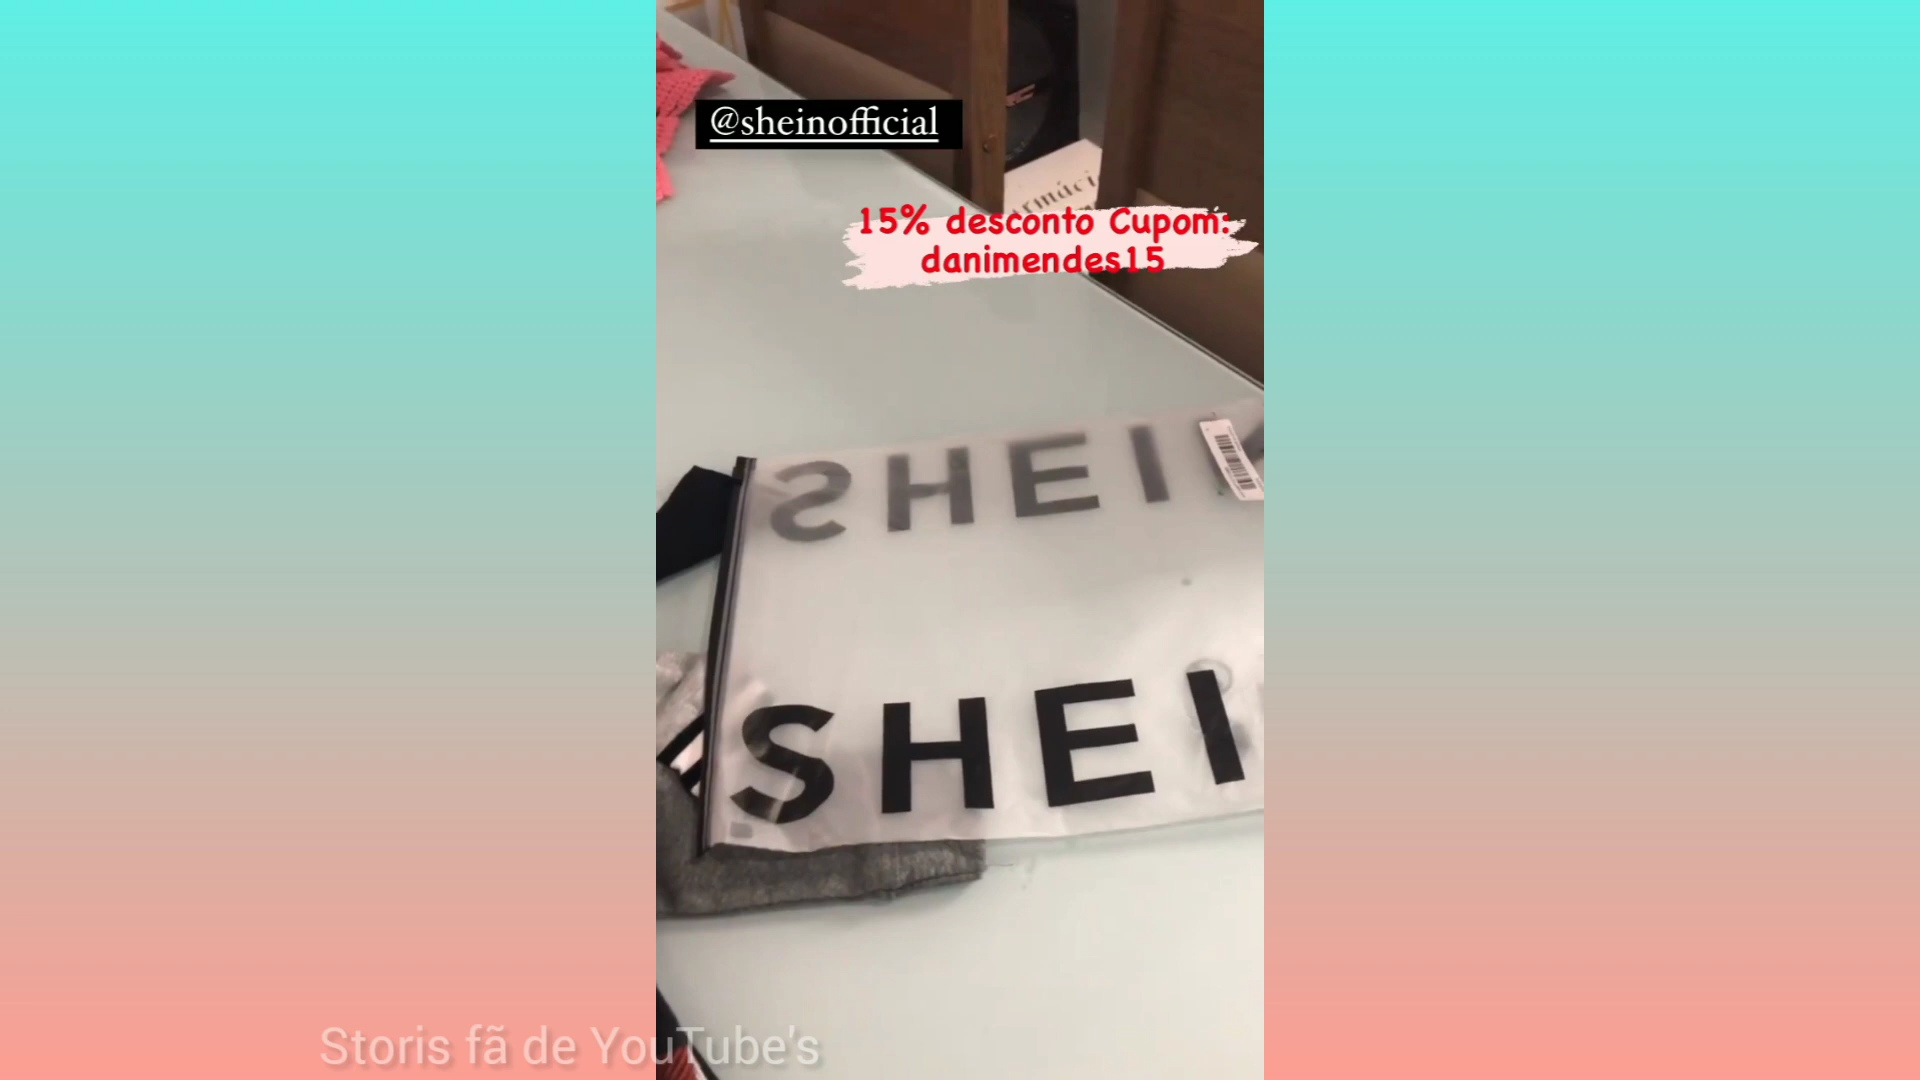 @sheinofficial
15% desconto Cupom:
danimendes15
SHEI
SHEI
Storis fã de YouTube's